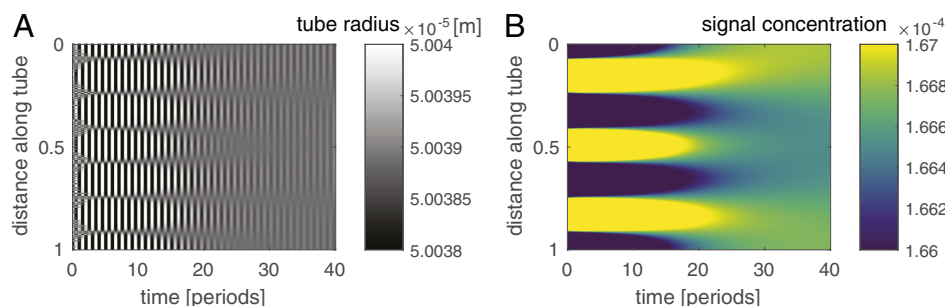 A
tube radius ×10⁻⁵ [m]
distance along tube
0
0.5
1
0 10 20 30 40
time [periods]
5.004
5.00395
5.0039
5.00385
5.0038
B
signal concentration ×10⁻⁴
distance along tube
0
0.5
1
0 10 20 30 40
time [periods]
1.67
1.668
1.666
1.664
1.662
1.66